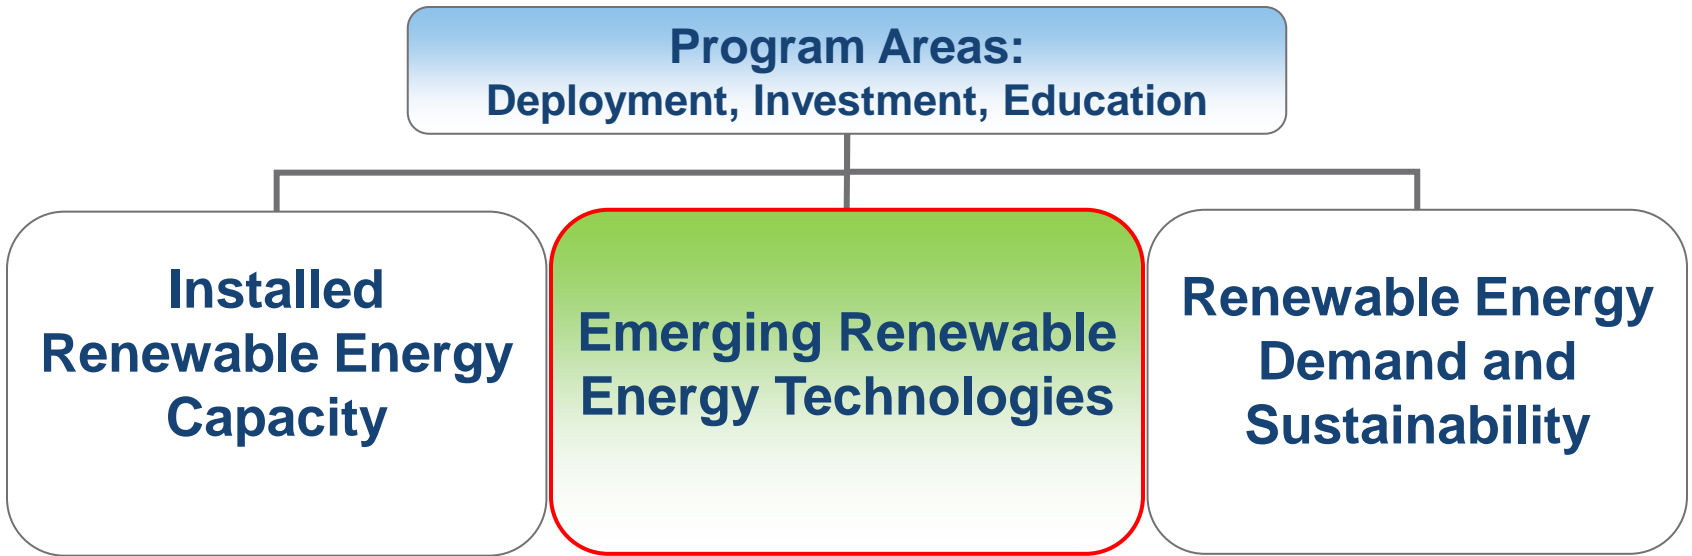 Program Areas:
Deployment, Investment, Education
Installed
Renewable Energy
Capacity
Emerging Renewable
Energy Technologies
Renewable Energy
Demand and
Sustainability